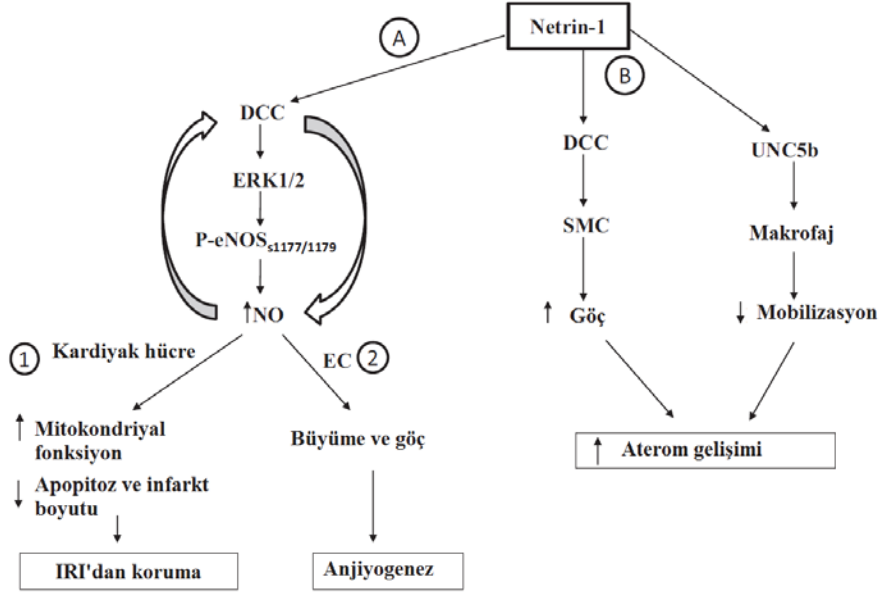 Netrin-1
A
B
DCC
ERK1/2
P-eNOSs1177/1179
↑NO
1 Kardiyak hücre
EC 2
↑ Mitokondriyal
fonksiyon
↓ Apopitoz ve infarkt
boyutu
IRI'dan koruma
Büyüme ve göç
Anjiyogenez
DCC
SMC
↑ Göç
UNC5b
Makrofaj
↓ Mobilizasyon
↑ Aterom gelişimi